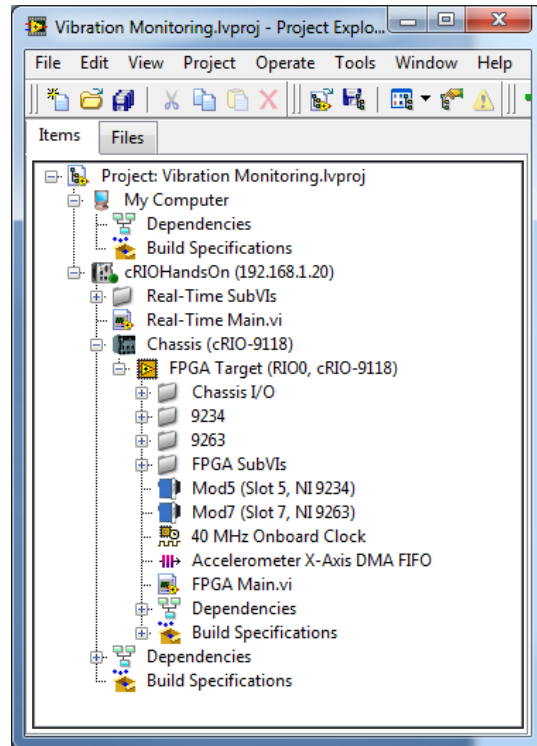 Vibration Monitoring.lvproj - Project Explo...
File Edit View Project Operate Tools Window Help
Items Files
Project: Vibration Monitoring.lvproj
My Computer
Dependencies
Build Specifications
cRIOHandsOn (192.168.1.20)
Real-Time SubVIs
Real-Time Main.vi
Chassis (cRIO-9118)
FPGA Target (RIO0, cRIO-9118)
Chassis I/O
9234
9263
FPGA SubVIs
Mod5 (Slot 5, NI 9234)
Mod7 (Slot 7, NI 9263)
40 MHz Onboard Clock
Accelerometer X-Axis DMA FIFO
FPGA Main.vi
Dependencies
Build Specifications
Dependencies
Build Specifications